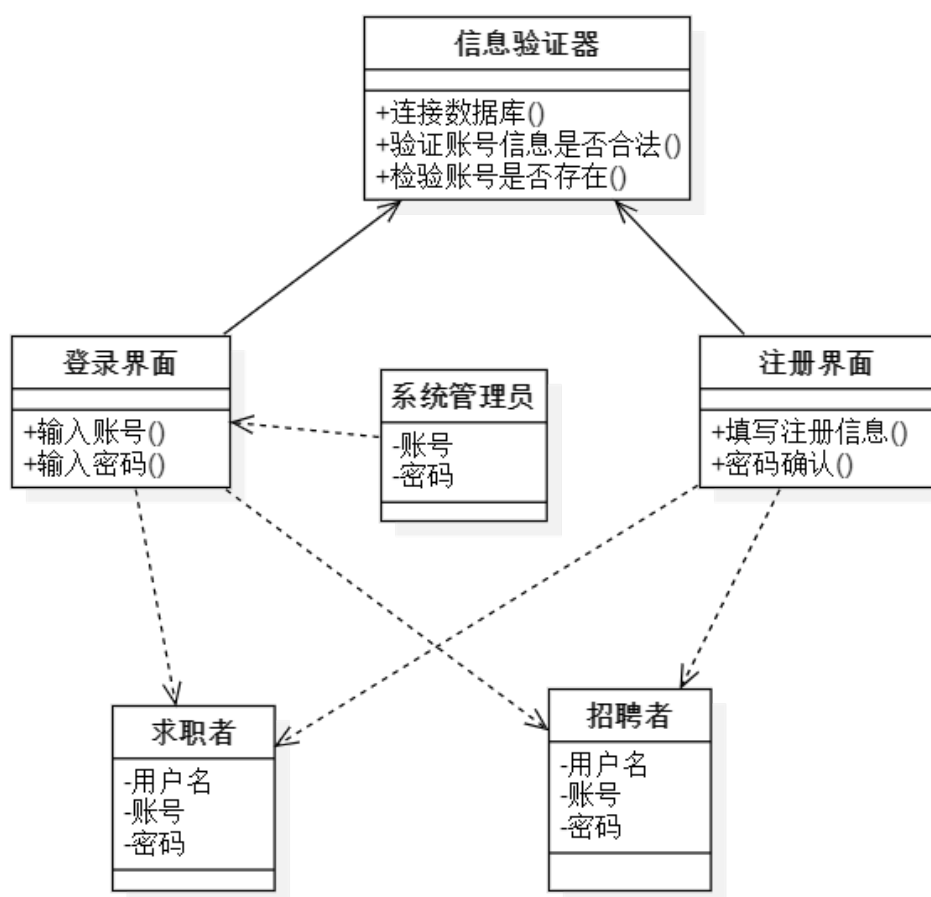 信息验证器
+连接数据库()
+验证账号信息是否合法()
+检验账号是否存在()
登录界面
+输入账号()
+输入密码()
系统管理员
-账号
-密码
注册界面
+填写注册信息()
+密码确认()
求职者
-用户名
-账号
-密码
招聘者
-用户名
-账号
-密码